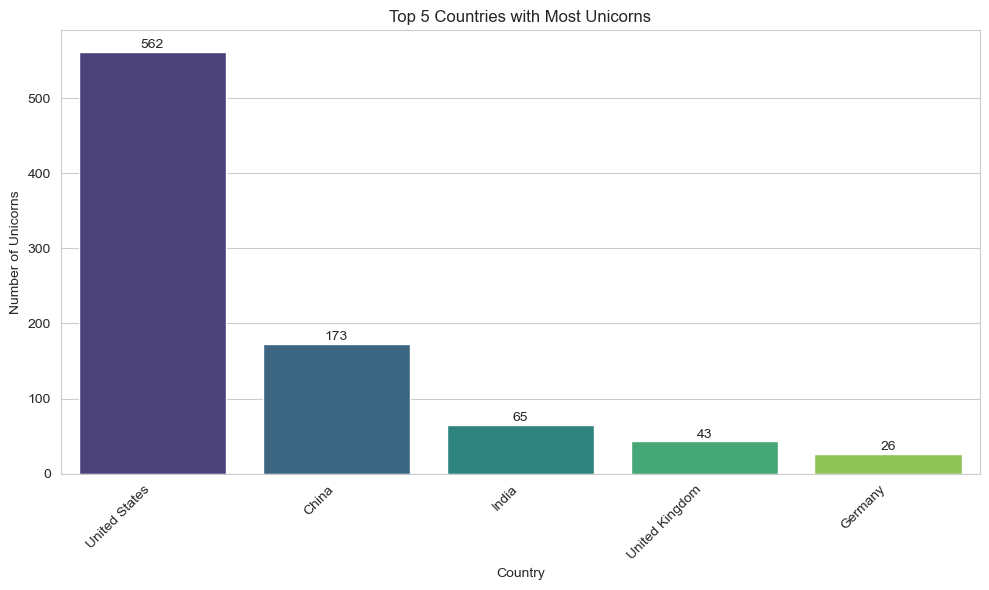 Top 5 Countries with Most Unicorns
Number of Unicorns
500
400
300
200
100
0
562
173
65
43
26
United States
China
India
United Kingdom
Germany
Country